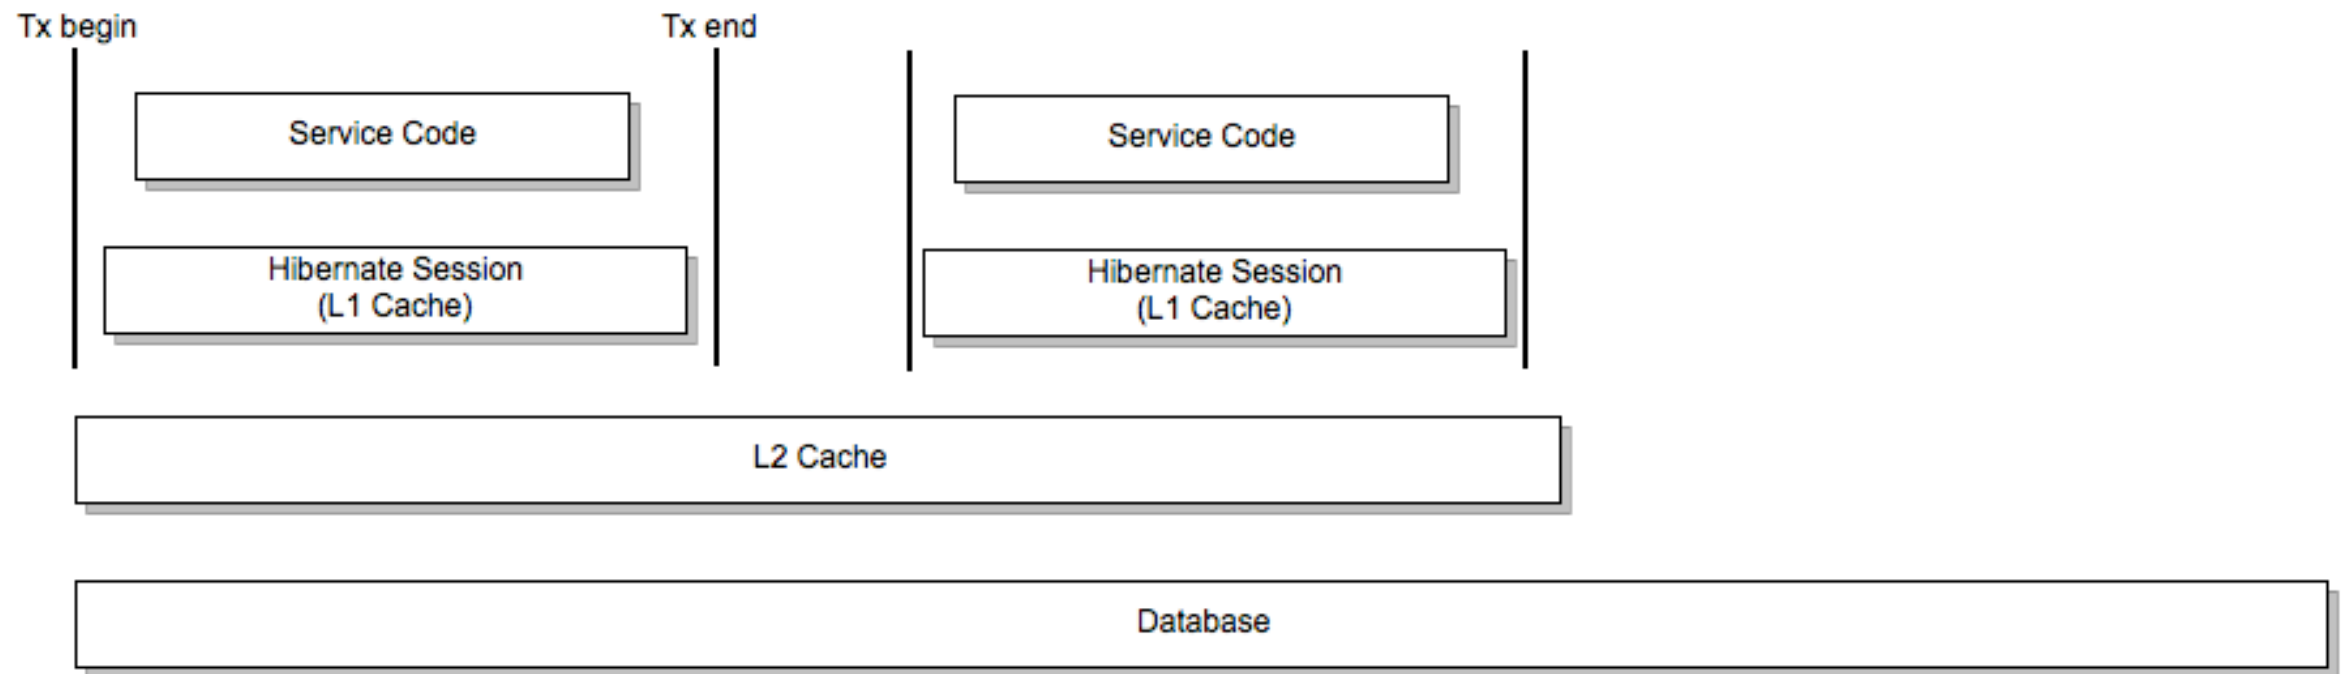 Tx begin
Tx end
Service Code
Service Code
Hibernate Session
(L1 Cache)
Hibernate Session
(L1 Cache)
L2 Cache
Database